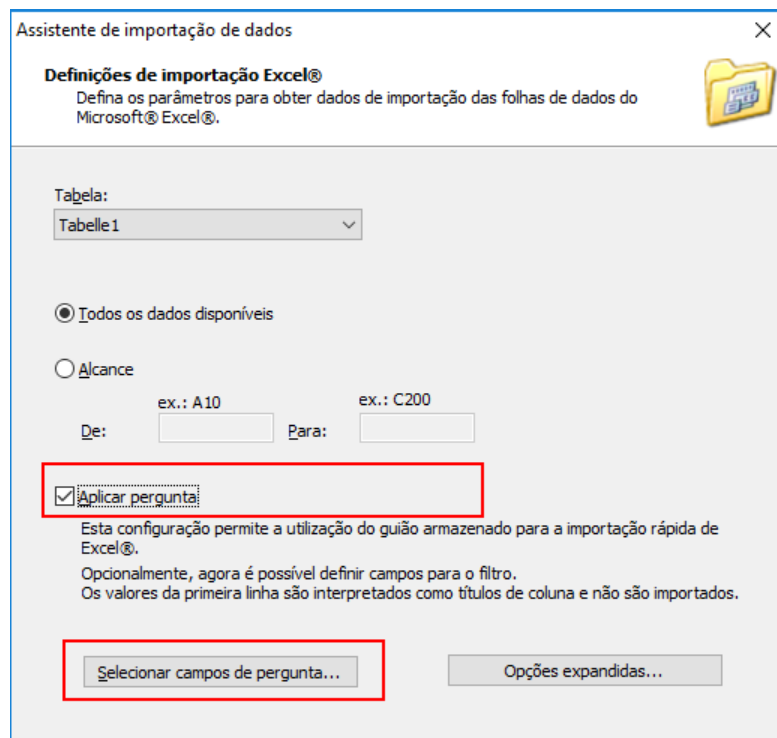 Assistente de importação de dados
Definições de importação Excel®
Defina os parâmetros para obter dados de importação das folhas de dados do
Microsoft® Excel®.
Tabela:
Tabelle1
Todos os dados disponíveis
Alcance
ex.: A10
ex.: C200
De:
Para:
Aplicar pergunta
Esta configuração permite a utilização do guião armazenado para a importação rápida de
Excel®.
Opcionalmente, agora é possível definir campos para o filtro.
Os valores da primeira linha são interpretados como títulos de coluna e não são importados.
Selecionar campos de pergunta...
Opções expandidas...